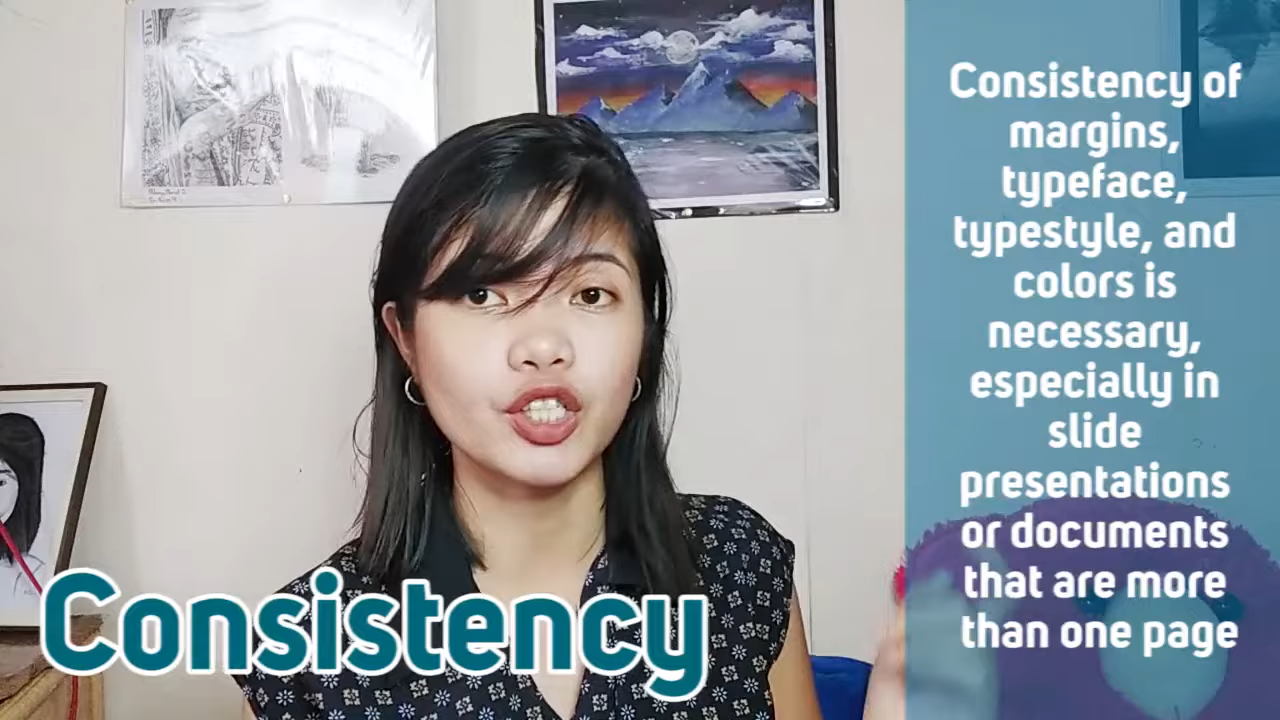 Consistency
Consistency of
margins,
typeface,
typestyle, and
colors is
necessary,
especially in
slide
presentations
or documents
that are more
than one page